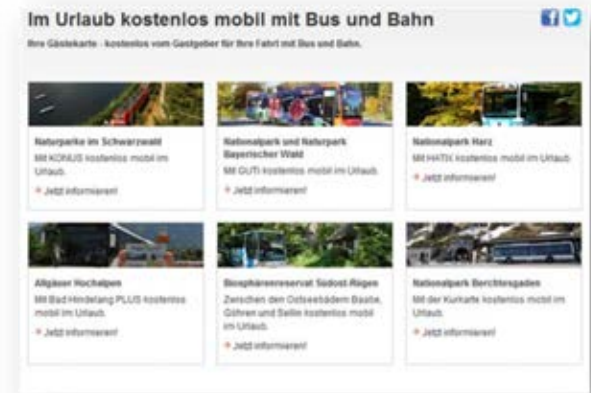 Im Urlaub kostenlos mobil mit Bus und Bahn
Ihre Gästekarte - kostenlos vom Gastgeber für Ihre Fahrt mit Bus und Bahn.
Naturparke im Schwarzwald
Mit KONUS kostenlos mobil im
Urlaub.
Jetzt informieren!
Nationalpark und Naturpark
Bayerischer Wald
Mit GUTi kostenlos mobil im Urlaub.
Jetzt informieren!
Nationalpark Harz
Mit HATIX kostenlos mobil im Urlaub.
Jetzt informieren!
Allgäuer Hochalpen
Mit Bad Hindelang PLUS kostenlos
mobil im Urlaub.
Jetzt informieren!
Biosphärenreservat Südost-Rügen
Zwischen den Ostseebädern Baabe,
Göhren und Sellin kostenlos mobil
im Urlaub.
Jetzt informieren!
Nationalpark Berchtesgaden
Mit der Kurkarte kostenlos mobil im
Urlaub.
Jetzt informieren!